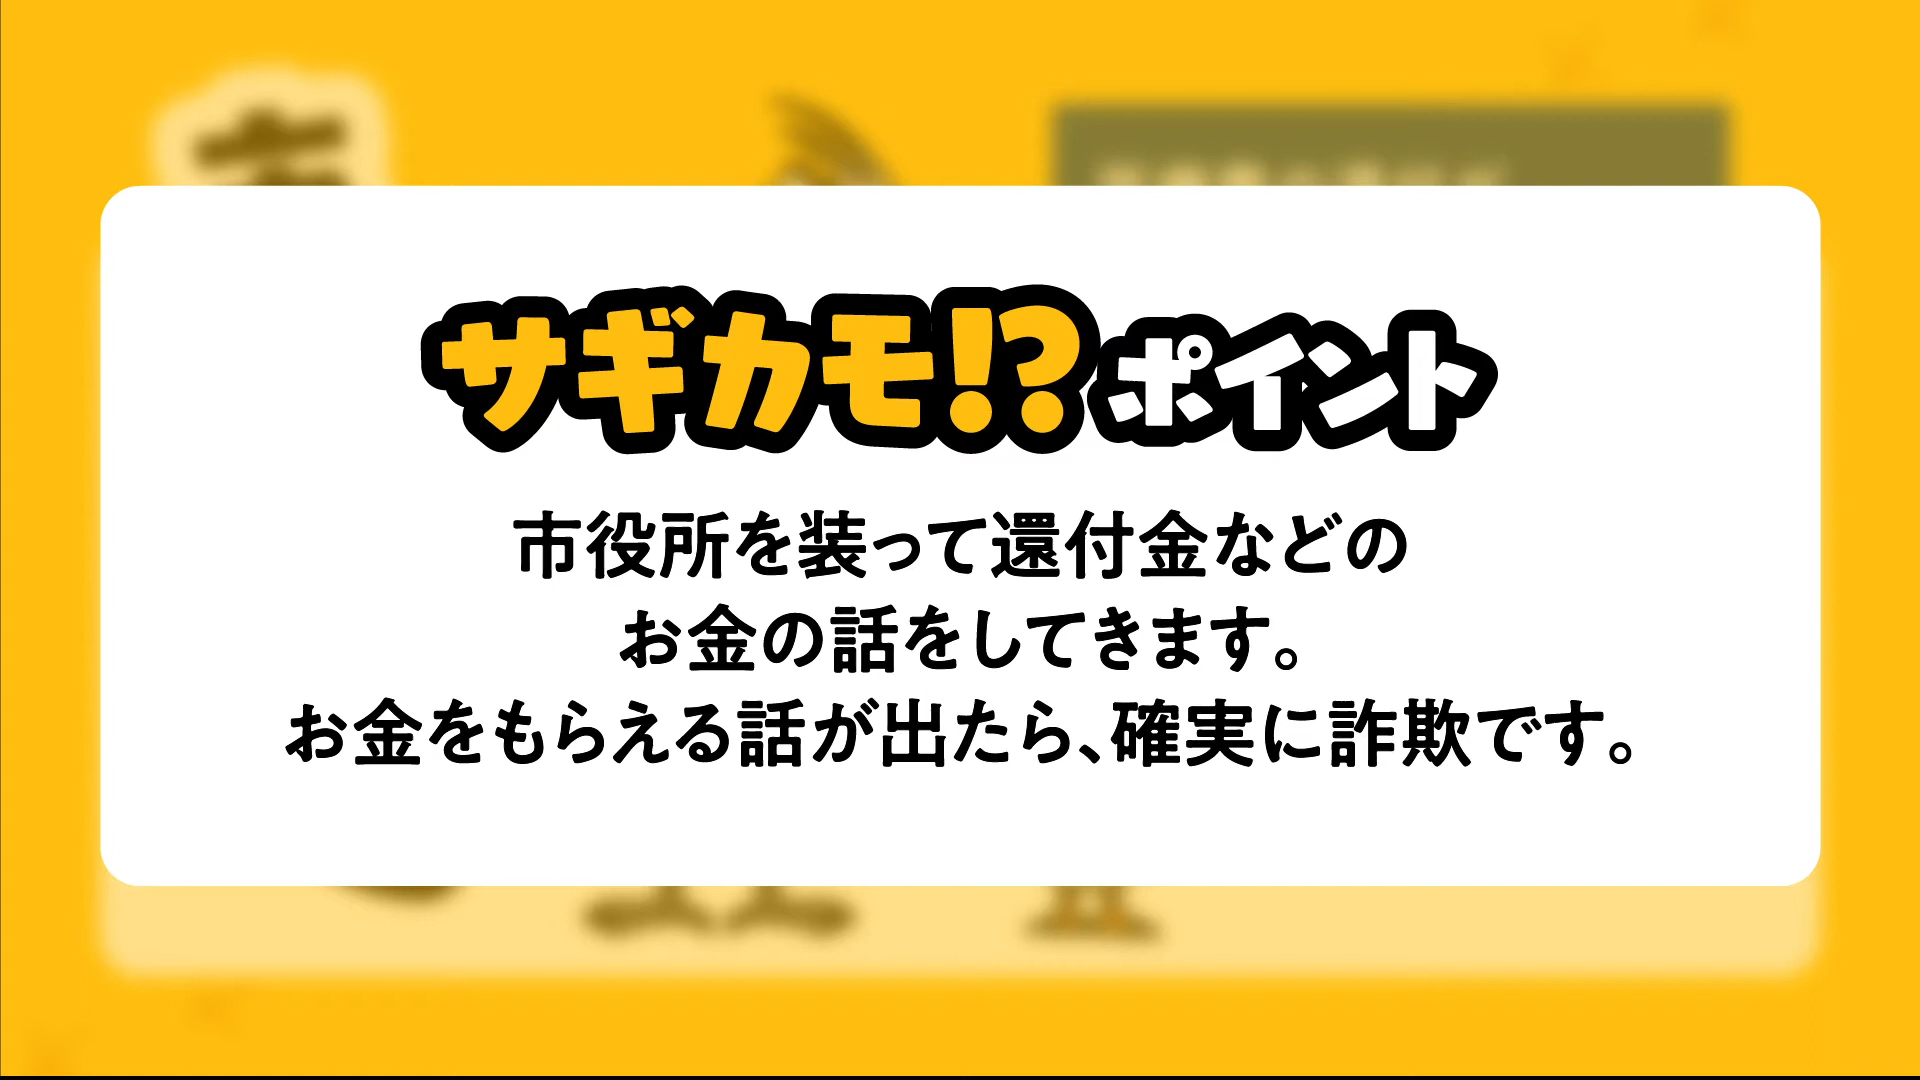 サギカモ!?ポイント
市役所を装って還付金などの
お金の話をしてきます。
お金をもらえる話が出たら、確実に詐欺です。